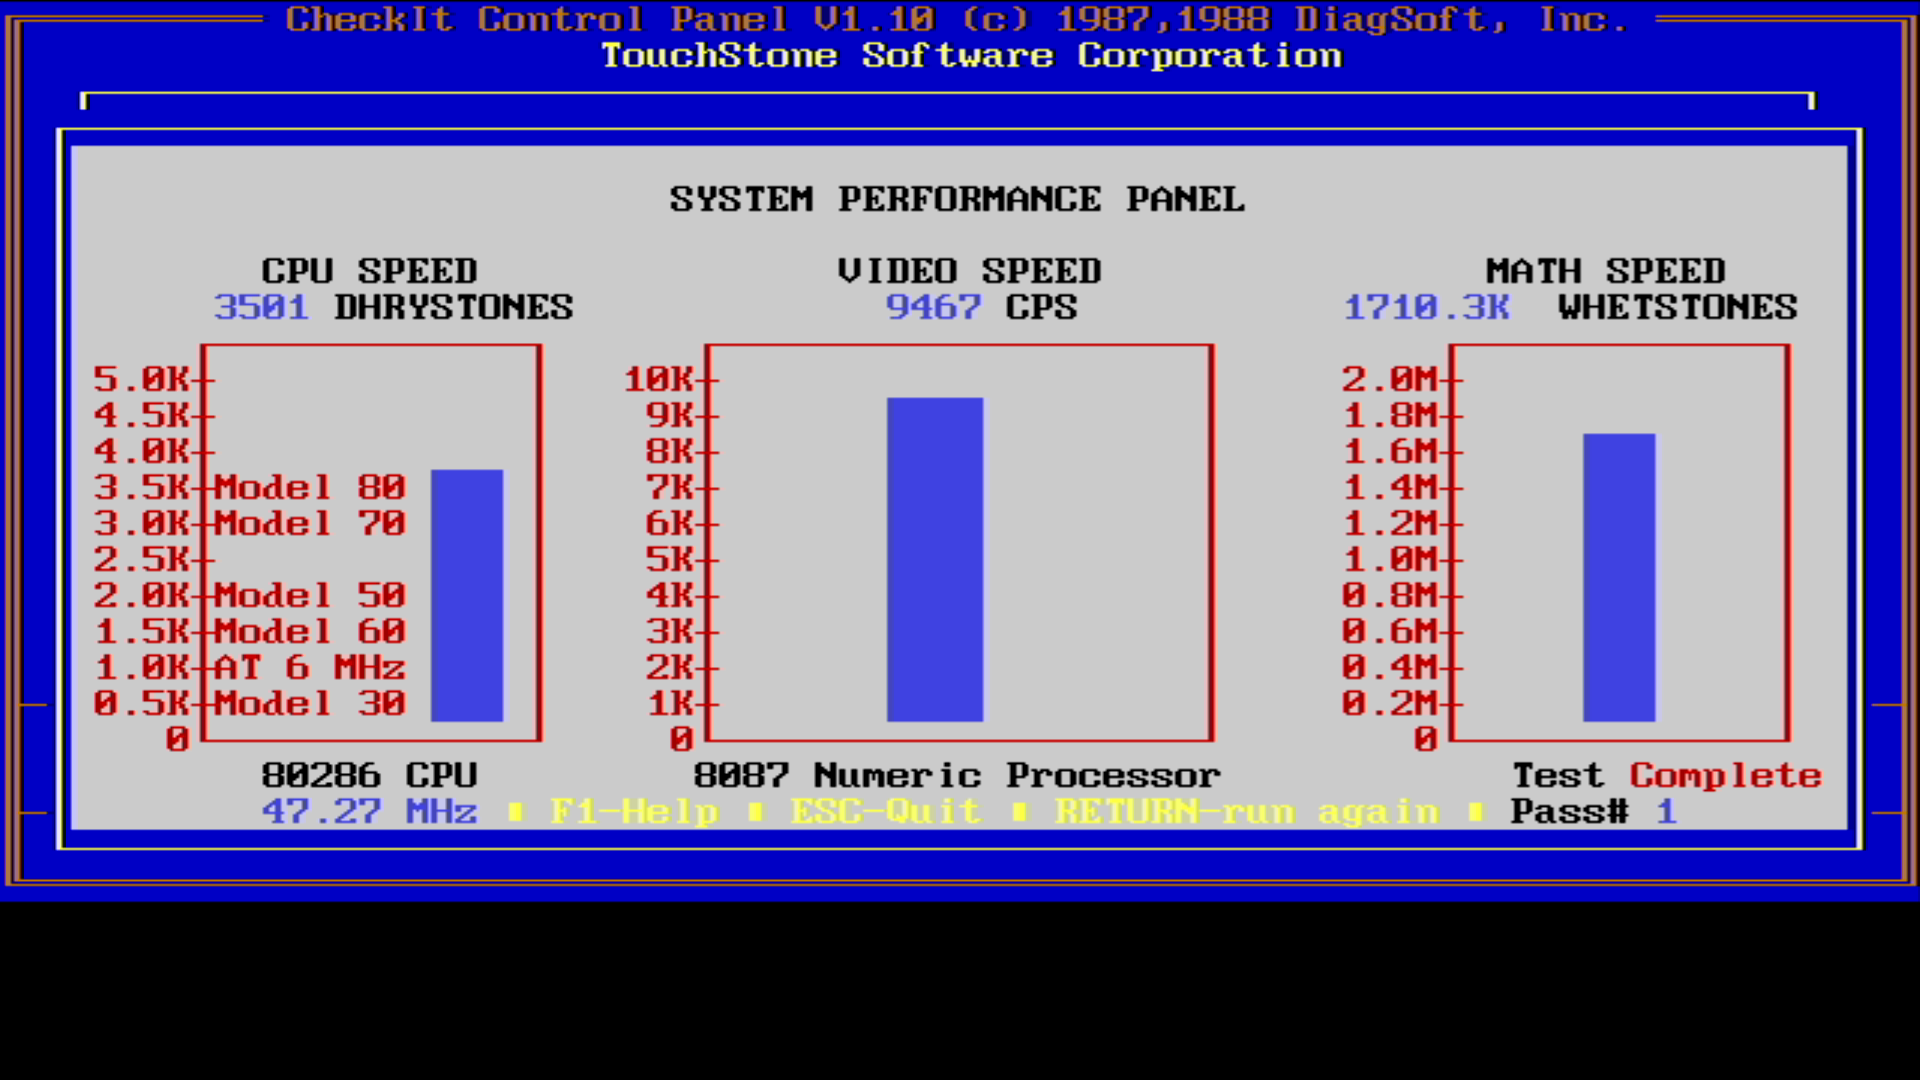 CheckIt Control Panel V1.10 (c) 1987,1988 DiagSoft, Inc.
TouchStone Software Corporation
SYSTEM PERFORMANCE PANEL
CPU SPEED VIDEO SPEED MATH SPEED
3501 DHRYSTONES 9467 CPS 1710.3K WHETSTONES
5.0K 10K 2.0M
4.5K 9K 1.8M
4.0K 8K 1.6M
3.5K Model 80 7K 1.4M
3.0K Model 70 6K 1.2M
2.5K 5K 1.0M
2.0K Model 50 4K 0.8M
1.5K Model 60 3K 0.6M
1.0K AT 6 MHz 2K 0.4M
0.5K Model 30 1K 0.2M
0 0 0
80286 CPU 8087 Numeric Processor Test Complete
47.27 MHz ▮ F1-Help ▮ ESC-Quit ▮ RETURN-run again ▮ Pass# 1